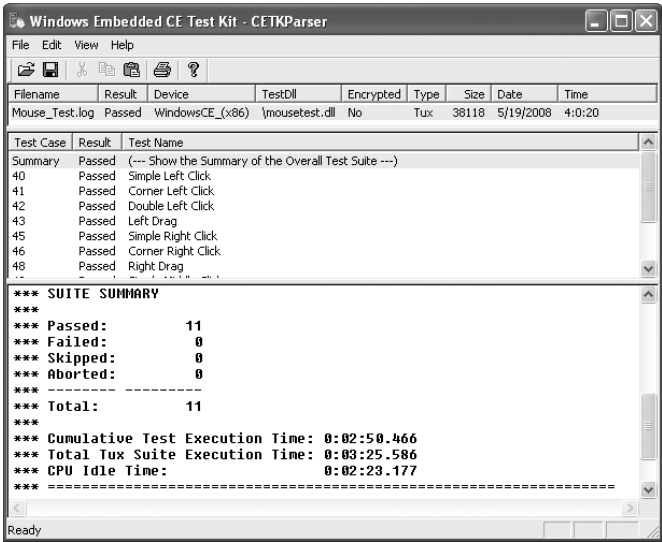 Windows Embedded CE Test Kit - CETKParser
File Edit View Help
Filename Result Device TestDll Encrypted Type Size Date Time
Mouse_Test.log Passed WindowsCE_(x86) \mousetest.dll No Tux 38118 5/19/2008 4:0:20
Test Case Result Test Name
Summary Passed (--- Show the Summary of the Overall Test Suite ---)
40 Passed Simple Left Click
41 Passed Corner Left Click
42 Passed Double Left Click
43 Passed Left Drag
45 Passed Simple Right Click
46 Passed Corner Right Click
48 Passed Right Drag
*** SUITE SUMMARY
***
*** Passed: 11
*** Failed: 0
*** Skipped: 0
*** Aborted: 0
*** -------- ---------
*** Total: 11
***
*** Cumulative Test Execution Time: 0:02:50.466
*** Total Tux Suite Execution Time: 0:03:25.586
*** CPU Idle Time: 0:02:23.177
*** ==================================================================
Ready